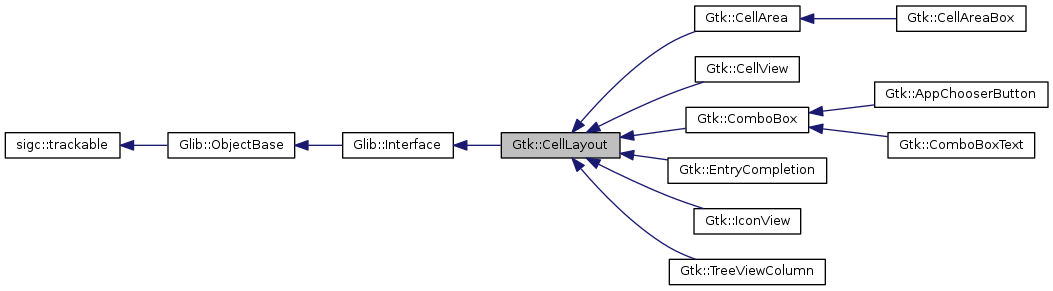 Gtk::CellArea
Gtk::CellAreaBox
Gtk::CellView
Gtk::AppChooserButton
Gtk::ComboBox
sigc::trackable
Glib::ObjectBase
Glib::Interface
Gtk::CellLayout
Gtk::ComboBoxText
Gtk::EntryCompletion
Gtk::IconView
Gtk::TreeViewColumn